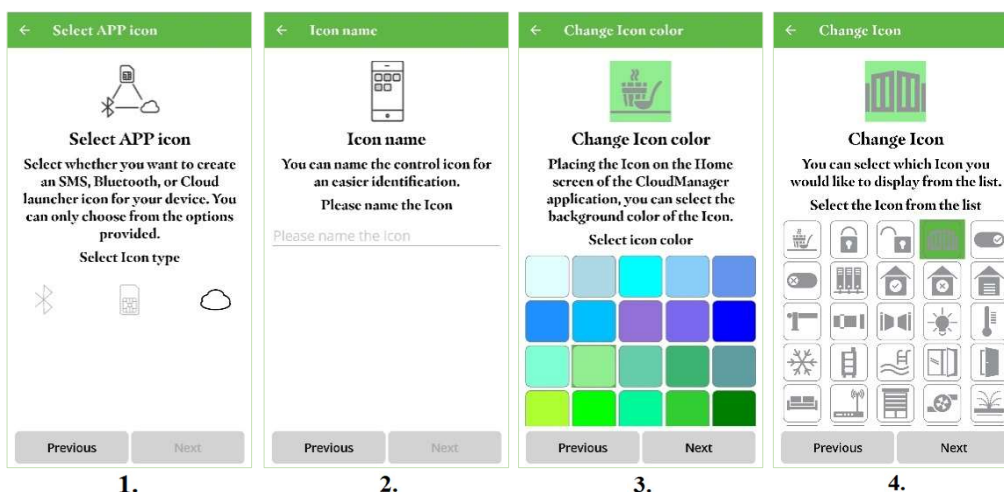 Select APP icon
Select APP icon
Select whether you want to create
an SMS, Bluetooth, or Cloud
launcher icon for your device. You
can only choose from the options
provided.
Select Icon type
Previous
Next
1.
Icon name
Icon name
You can name the control icon for
an easier identification.
Please name the Icon
Please name the Icon
Previous
Next
2.
Change Icon color
Change Icon color
Placing the Icon on the Home
screen of the CloudManager
application, you can select the
background color of the Icon.
Select icon color
Previous
Next
3.
Change Icon
Change Icon
You can select which Icon you
would like to display from the list.
Select the Icon from the list
Previous
Next
4.